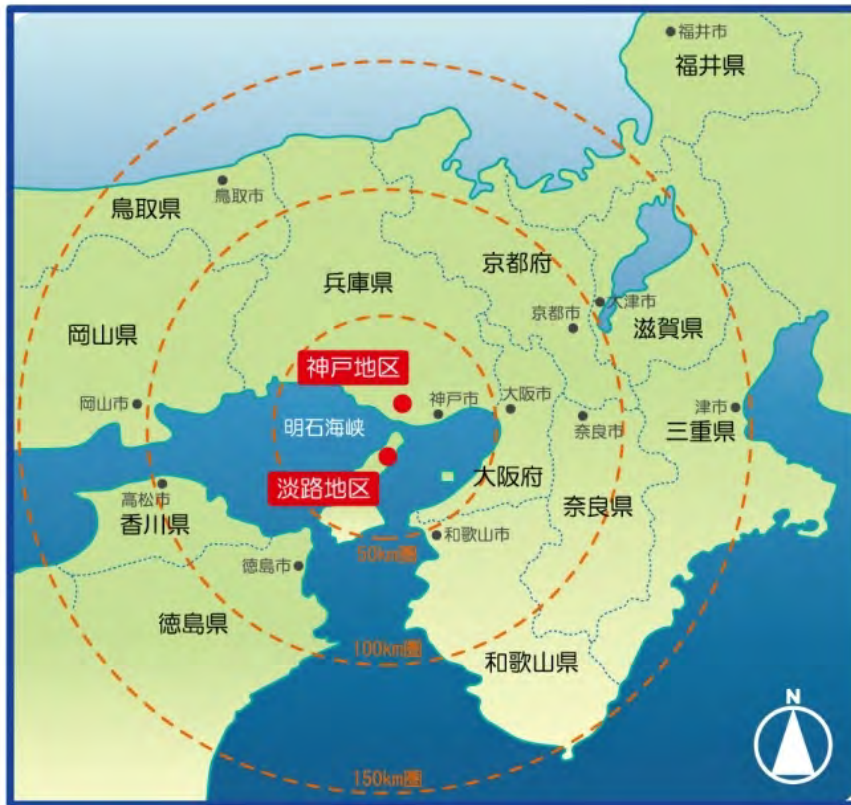 福井市
福井県
鳥取市
鳥取県
京都府
兵庫県
大津市
京都市
滋賀県
岡山県
神戸地区
岡山市
神戸市
大阪市
奈良市
津市
三重県
明石海峡
淡路地区
大阪府
高松市
香川県
奈良県
和歌山市
50km圏
徳島市
徳島県
100km圏
和歌山県
N
150km圏